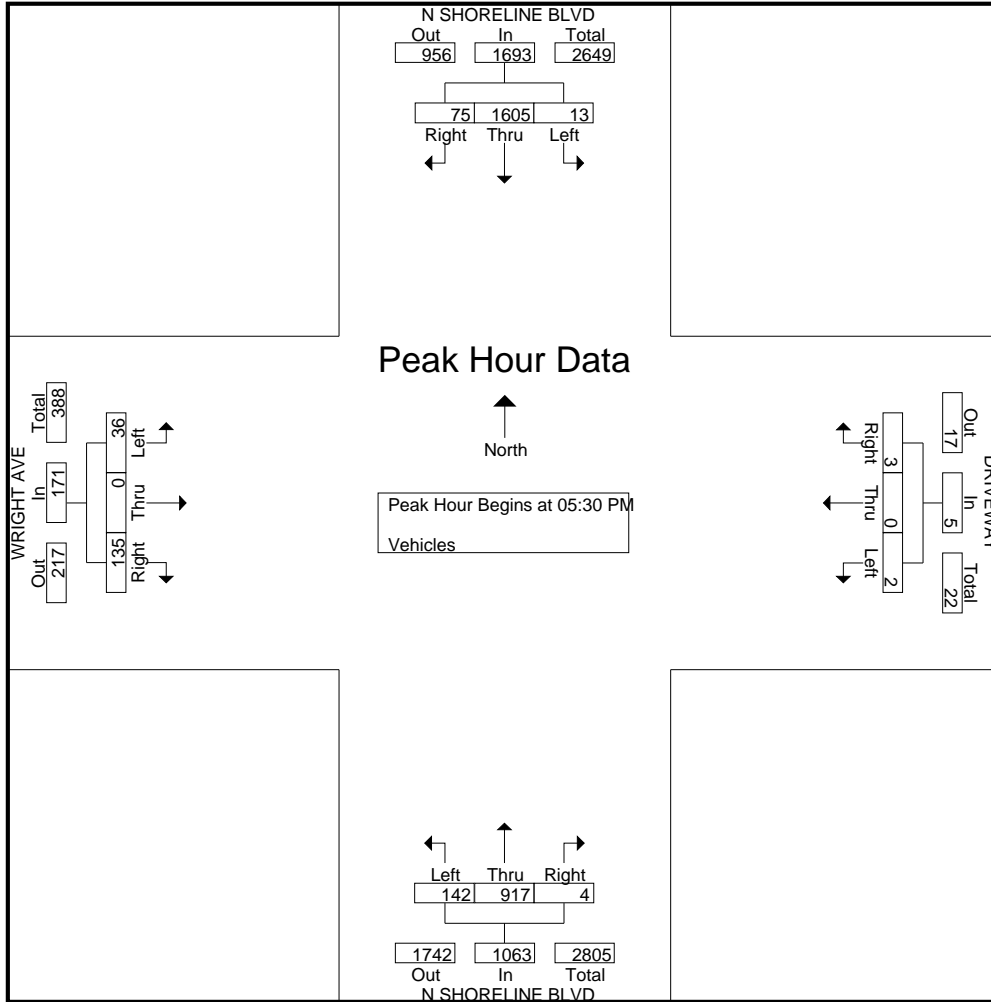 N SHORELINE BLVD
Out In Total
956 1693 2649
75 1605 13
Right Thru Left
Peak Hour Data
North
Peak Hour Begins at 05:30 PM
Vehicles
WRIGHT AVE
Out In Total
217 171 388
135 0 36
Right Thru Left
Right Thru Left
3 0 2
Out In Total
17 5 22
DRIVEWAY
Left Thru Right
142 917 4
1742 1063 2805
Out In Total
N SHORELINE BLVD